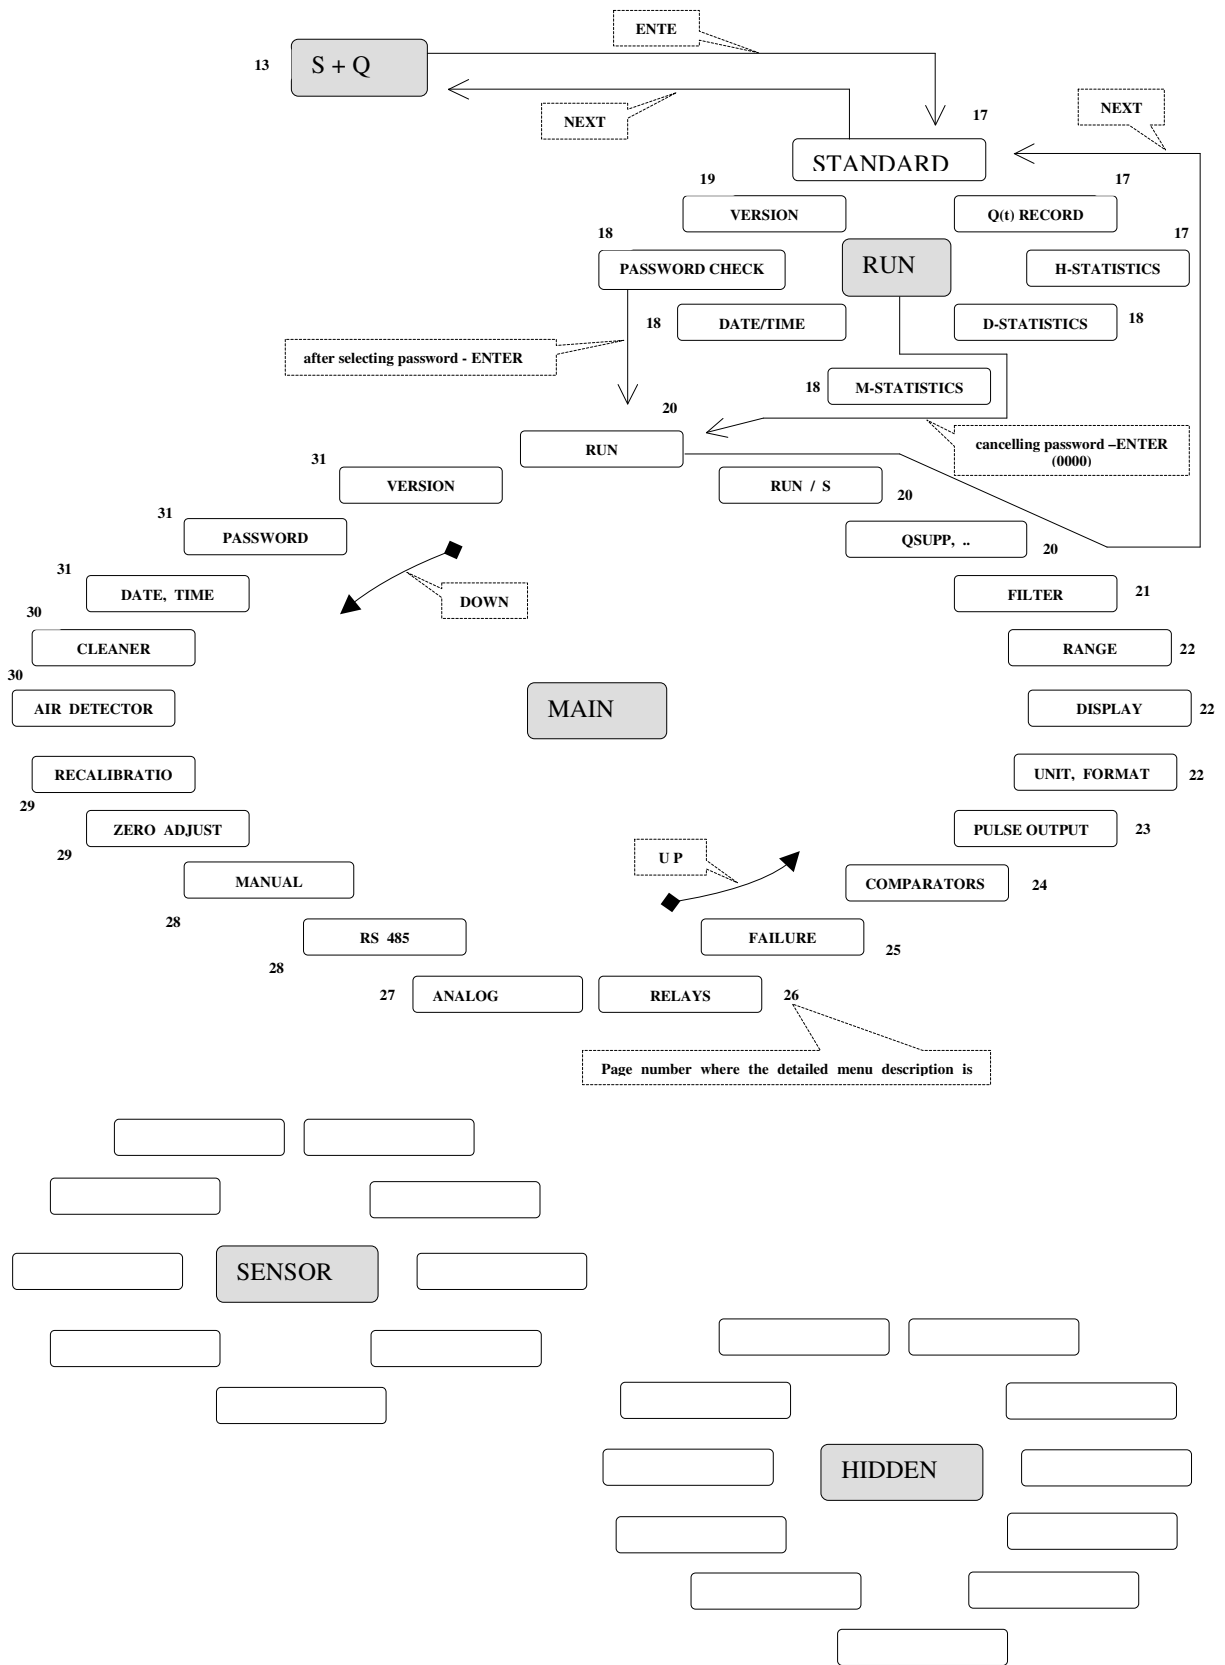 ENTE
13
S + Q
NEXT
17
NEXT
STANDARD
19
17
VERSION
Q(t) RECORD
18
17
PASSWORD CHECK
RUN
H-STATISTICS
18
DATE/TIME
D-STATISTICS
18
after selecting password - ENTER
18
M-STATISTICS
20
RUN
cancelling password –ENTER
(0000)
31
VERSION
RUN / S
20
31
PASSWORD
QSUPP, ..
20
31
DATE, TIME
DOWN
FILTER
21
30
CLEANER
RANGE
22
30
AIR DETECTOR
MAIN
DISPLAY
22
RECALIBRATIO
UNIT, FORMAT
22
29
ZERO ADJUST
PULSE OUTPUT
23
29
U P
MANUAL
COMPARATORS
24
28
RS 485
FAILURE
25
28
27
ANALOG
RELAYS
26
Page number where the detailed menu description is
SENSOR
HIDDEN